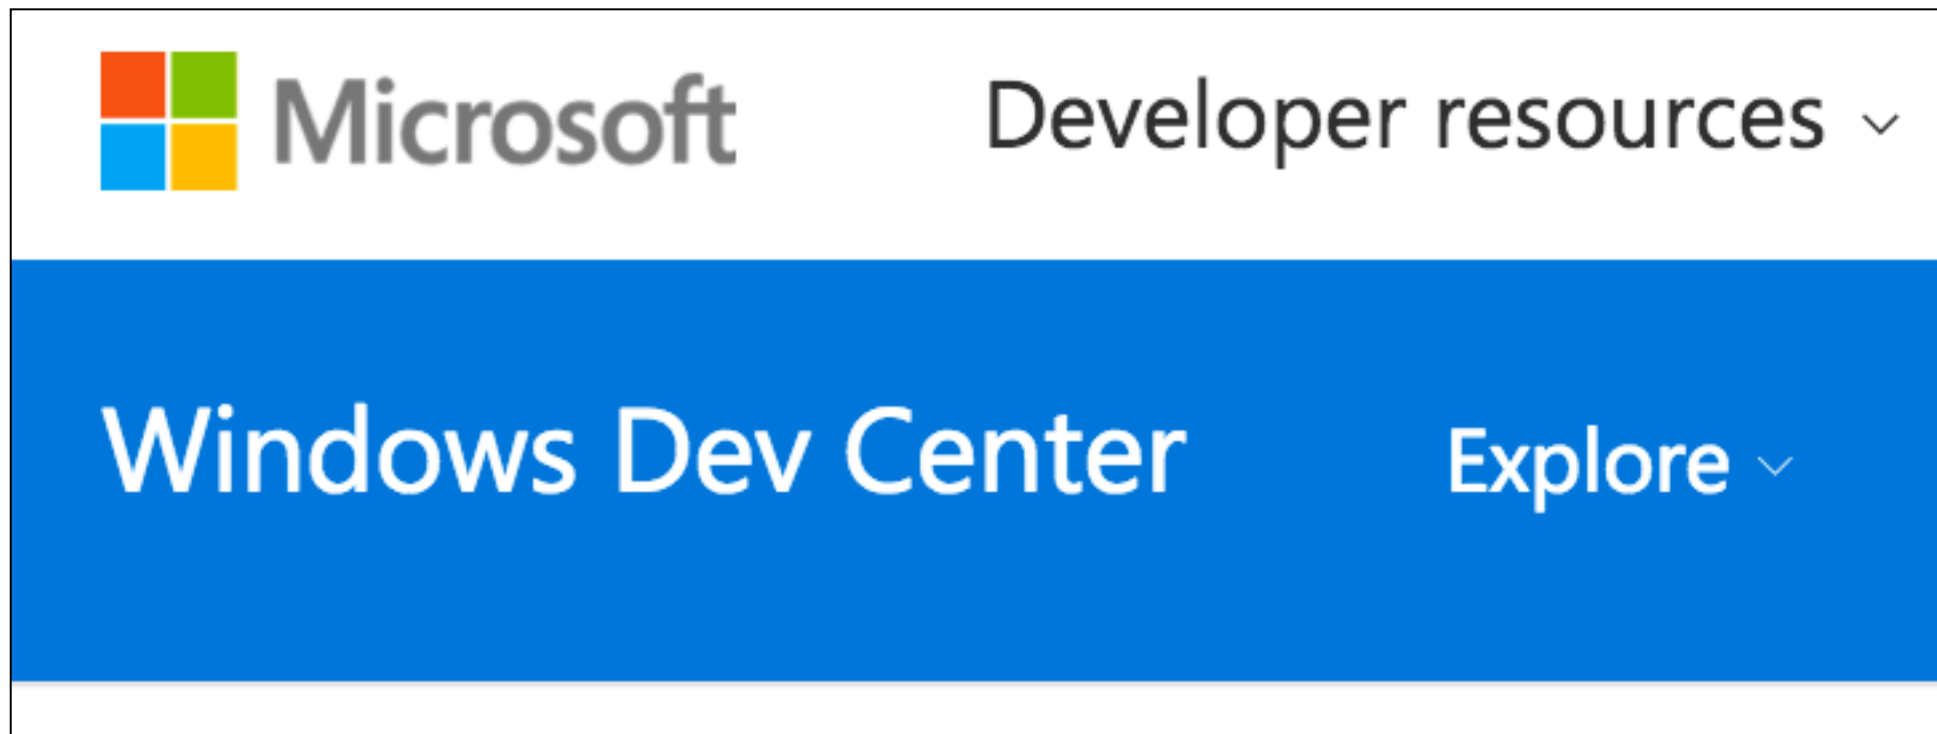 Microsoft Developer resources
Windows Dev Center Explore